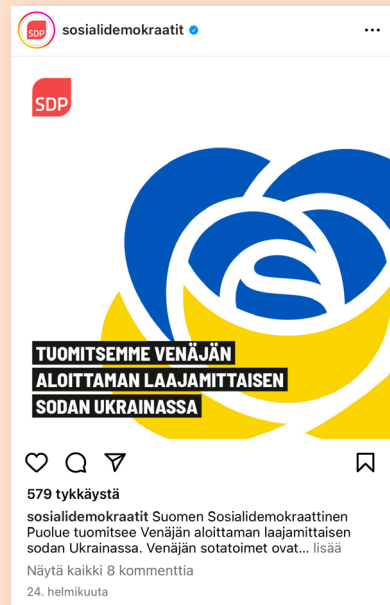 SDP
sosialidemokraatit
SDP
TUOMITSEMME VENÄJÄN
ALOITTAMAN LAAJAMITTAISEN
SODAN UKRAINASSA
579 tykkäystä
sosialidemokraatit Suomen Sosialidemokraattinen
Puolue tuomitsee Venäjän aloittaman laajamittaisen
sodan Ukrainassa. Venäjän sotatoimet ovat... lisää
Näytä kaikki 8 kommenttia
24. helmikuuta